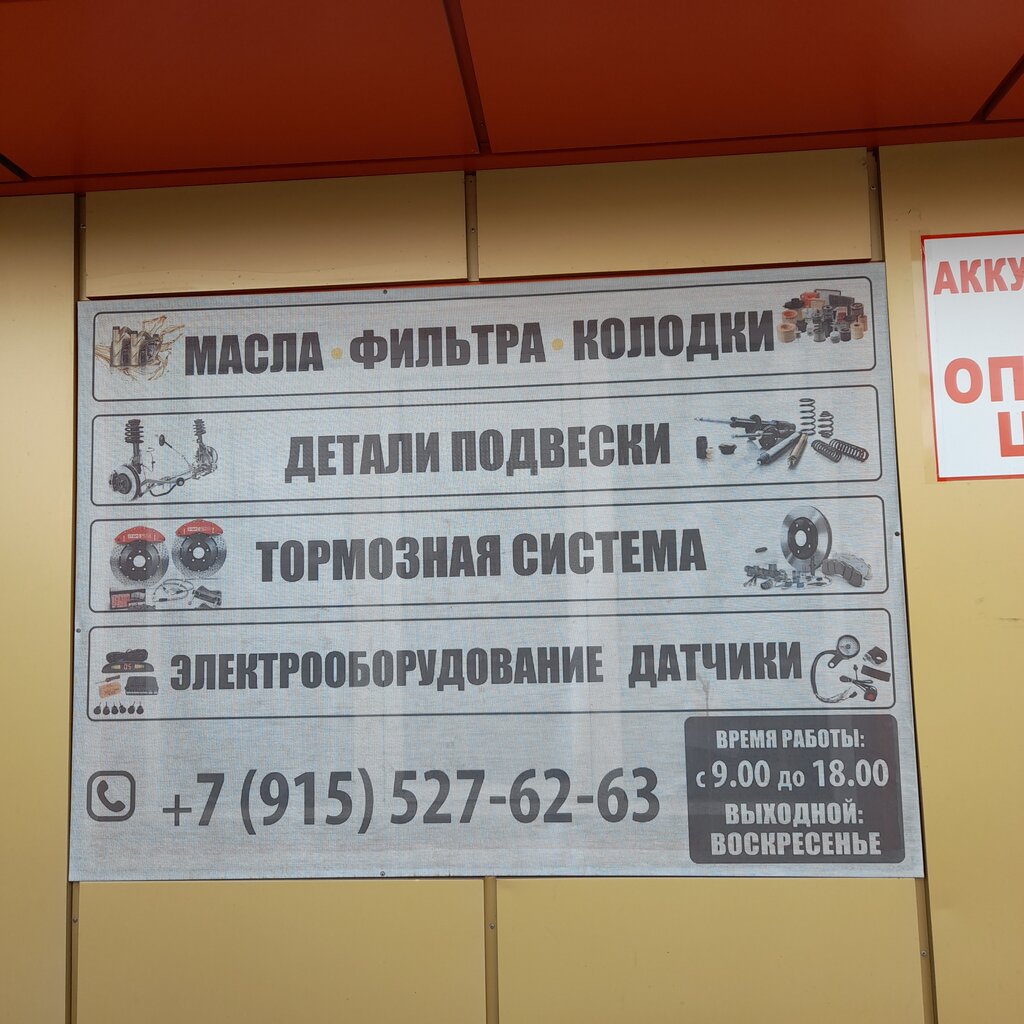 МАСЛА • ФИЛЬТРА • КОЛОДКИ
ДЕТАЛИ ПОДВЕСКИ
ТОРМОЗНАЯ СИСТЕМА
ЭЛЕКТРООБОРУДОВАНИЕ ДАТЧИКИ
+7 (915) 527-62-63
ВРЕМЯ РАБОТЫ:
с 9.00 до 18.00
ВЫХОДНОЙ:
ВОСКРЕСЕНЬЕ
АККУ
ОП
Ц